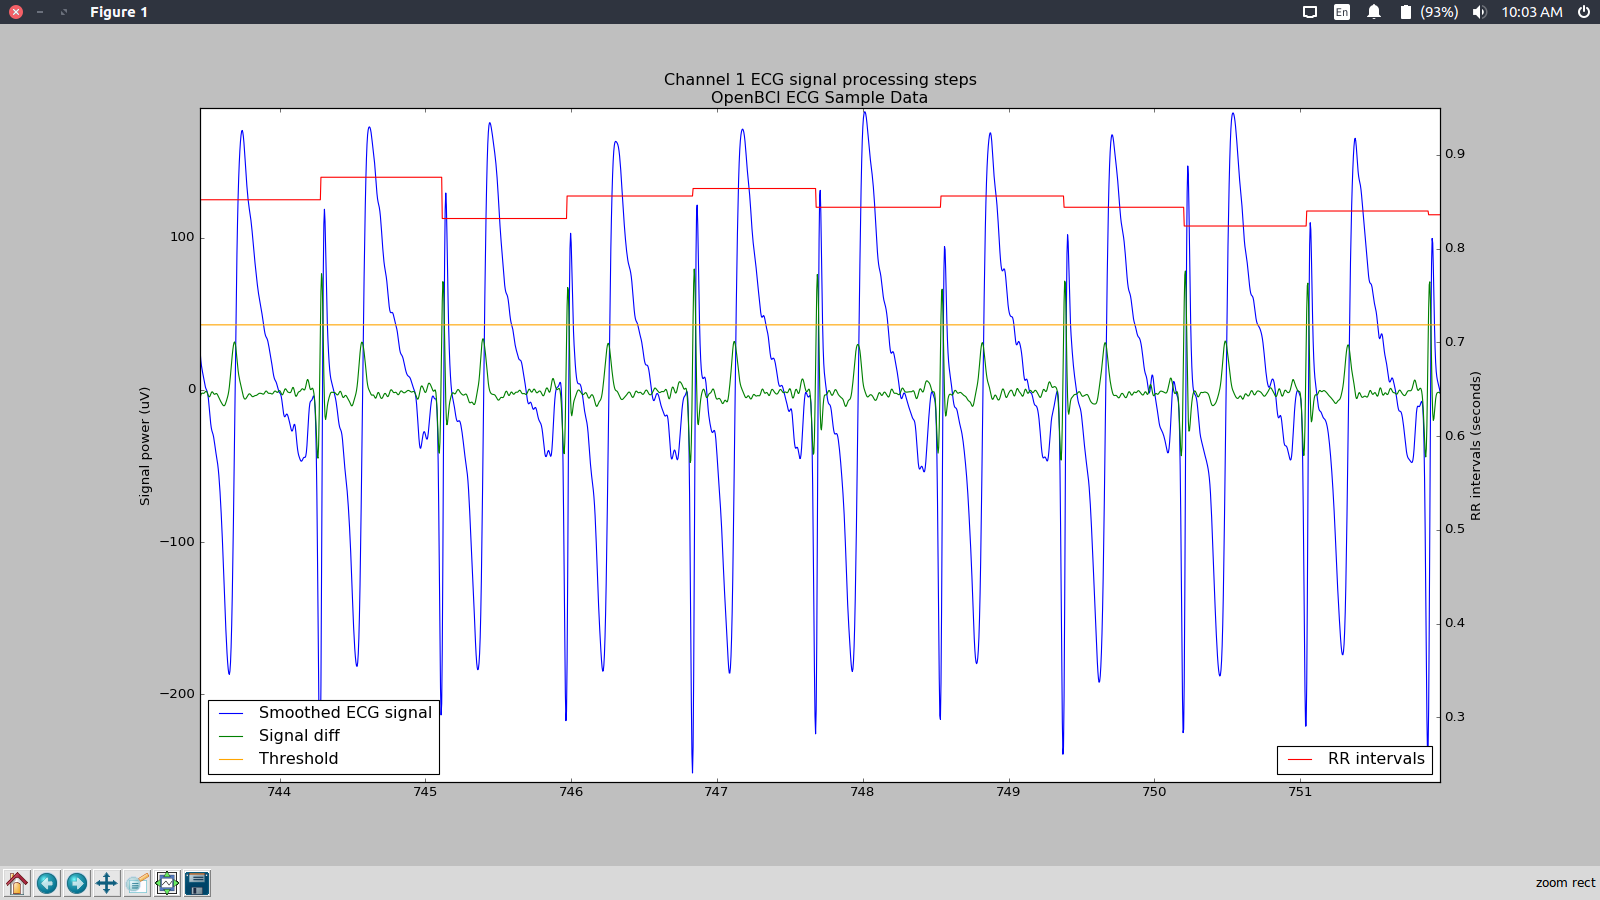 Figure 1
En
(93%)
10:03 AM
Channel 1 ECG signal processing steps
OpenBCI ECG Sample Data
Signal power (uV)
100
0
−100
−200
0.9
0.8
0.7
0.6
0.5
0.4
0.3
RR intervals (seconds)
Smoothed ECG signal
Signal diff
Threshold
RR intervals
744
745
746
747
748
749
750
751
zoom rect